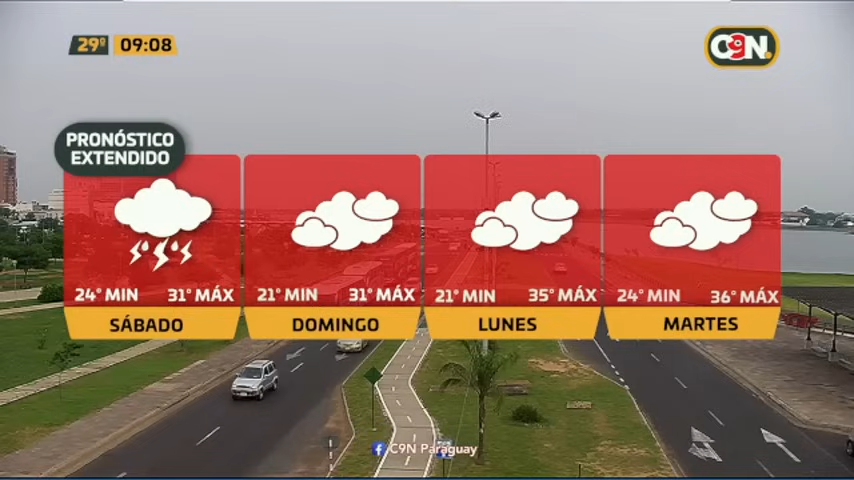 29° 09:08
C9N
PRONÓSTICO
EXTENDIDO
24° MIN 31° MÁX
21° MIN 31° MÁX
21° MIN 35° MÁX
24° MIN 36° MÁX
SÁBADO
DOMINGO
LUNES
MARTES
C9N Paraguay